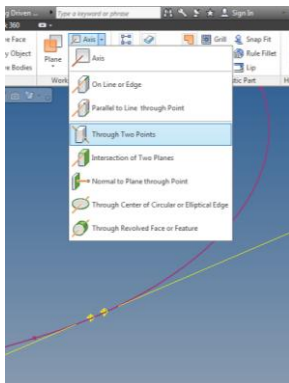 Driven ...
Type a keyword or phrase
Sign In
x 360
Face
Object
Bodies
Plane
Axis
Grill
Snap Fit
Rule Fillet
Lip
Work
tic Part
Axis
On Line or Edge
Parallel to Line through Point
Through Two Points
Intersection of Two Planes
Normal to Plane through Point
Through Center of Circular or Elliptical Edge
Through Revolved Face or Feature